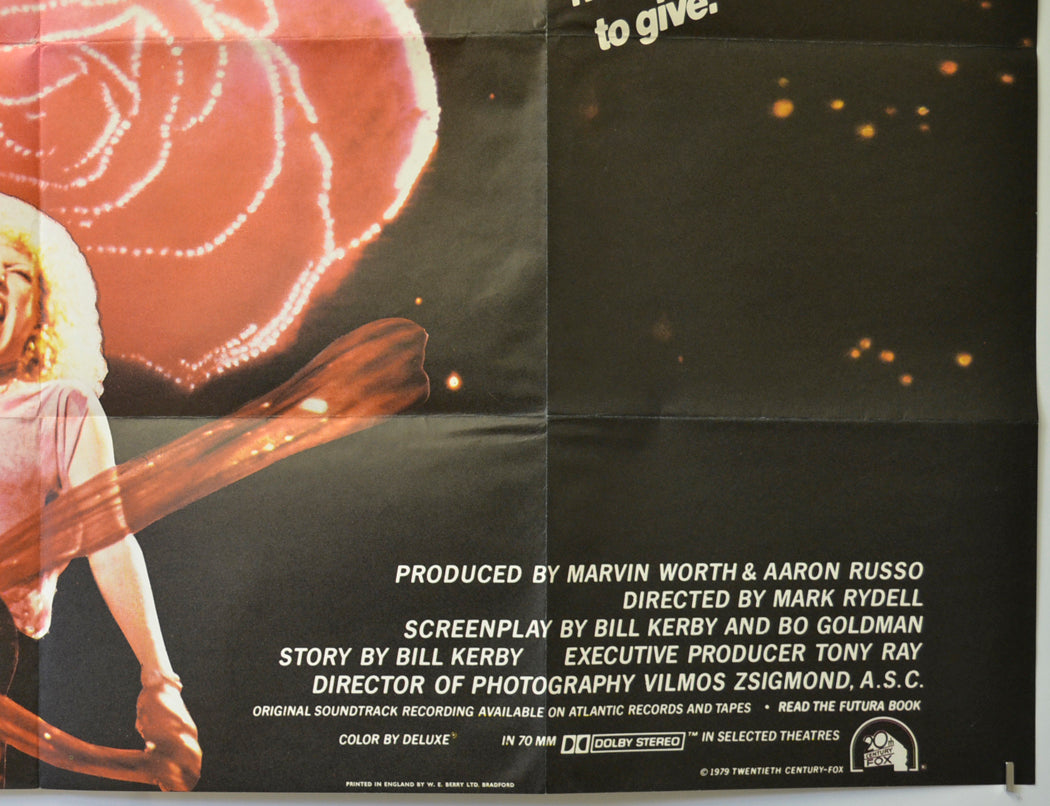 to give.
PRODUCED BY MARVIN WORTH & AARON RUSSO
DIRECTED BY MARK RYDELL
SCREENPLAY BY BILL KERBY AND BO GOLDMAN
STORY BY BILL KERBY EXECUTIVE PRODUCER TONY RAY
DIRECTOR OF PHOTOGRAPHY VILMOS ZSIGMOND, A.S.C.
ORIGINAL SOUNDTRACK RECORDING AVAILABLE ON ATLANTIC RECORDS AND TAPES • READ THE FUTURA BOOK
COLOR BY DELUXE® IN 70 MM DOLBY STEREO ™ IN SELECTED THEATRES
20th
CENTURY
FOX
© 1979 TWENTIETH CENTURY-FOX
PRINTED IN ENGLAND BY W. E. BERRY LTD. BRADFORD